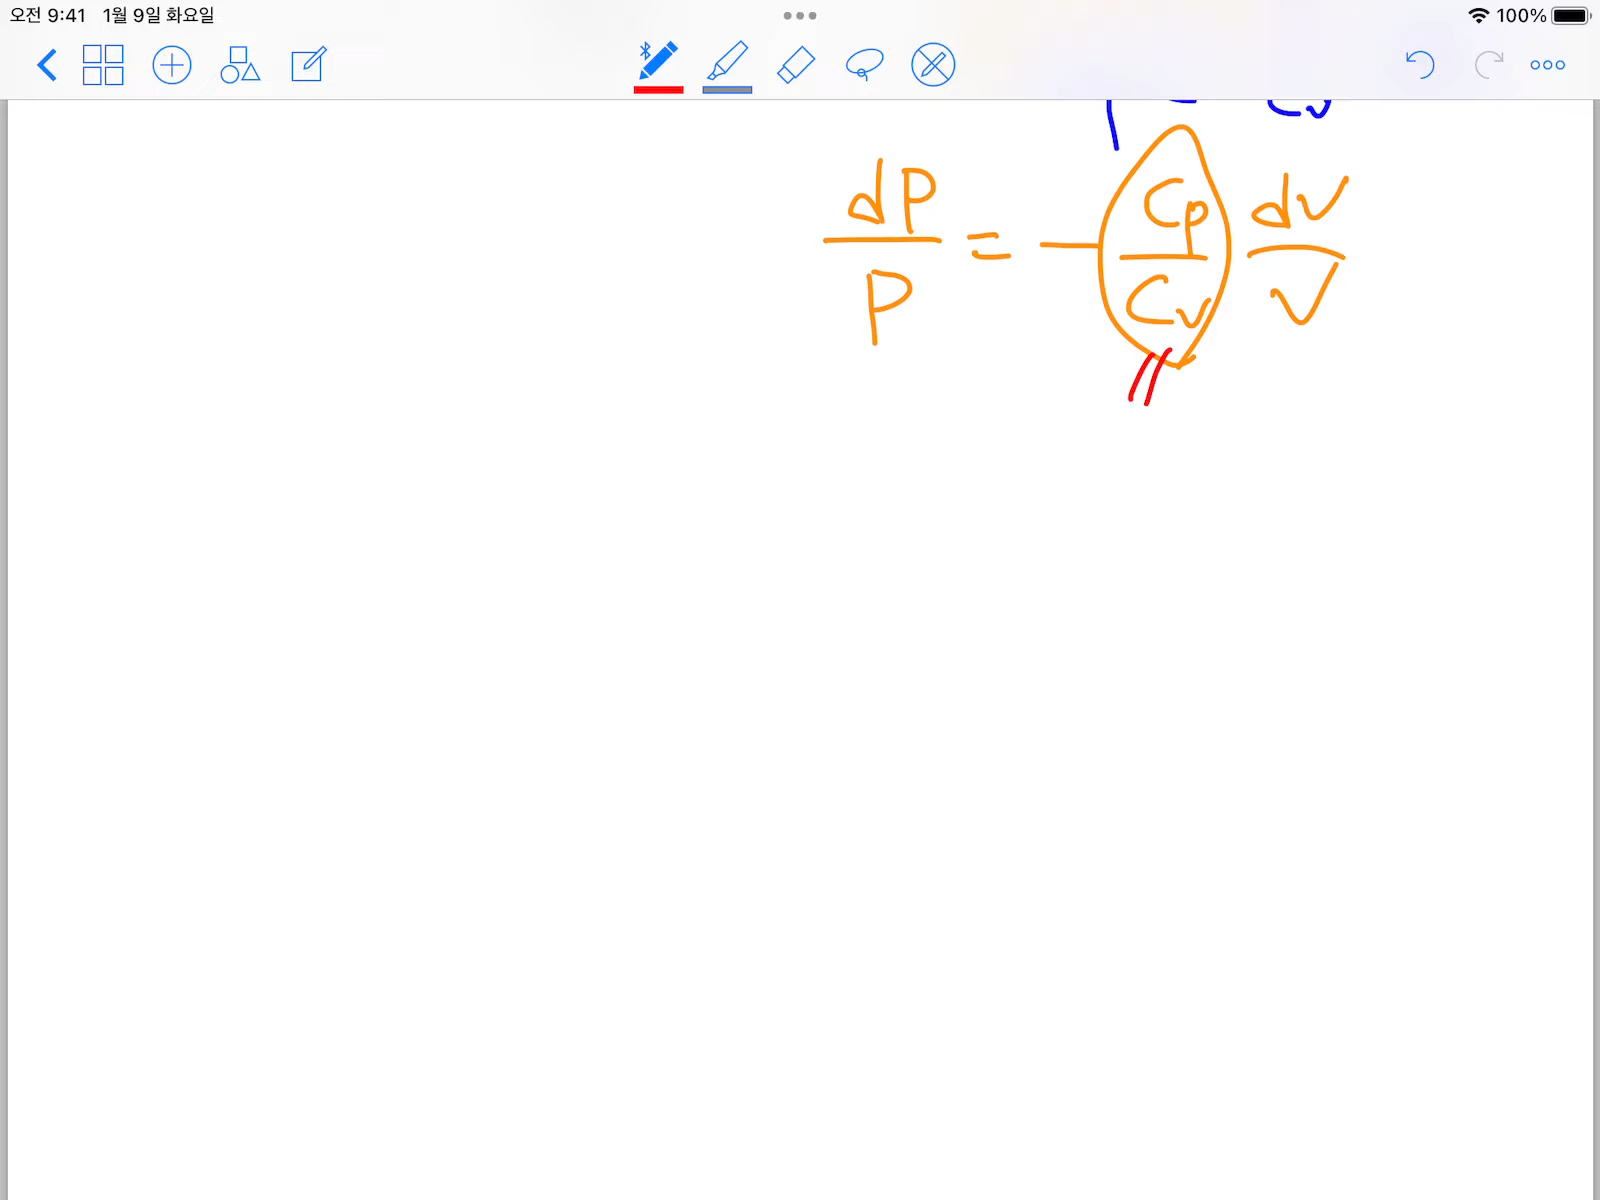 오전 9:41 1월 9일 화요일 100%
dP/P = - Cp/Cv dV/V